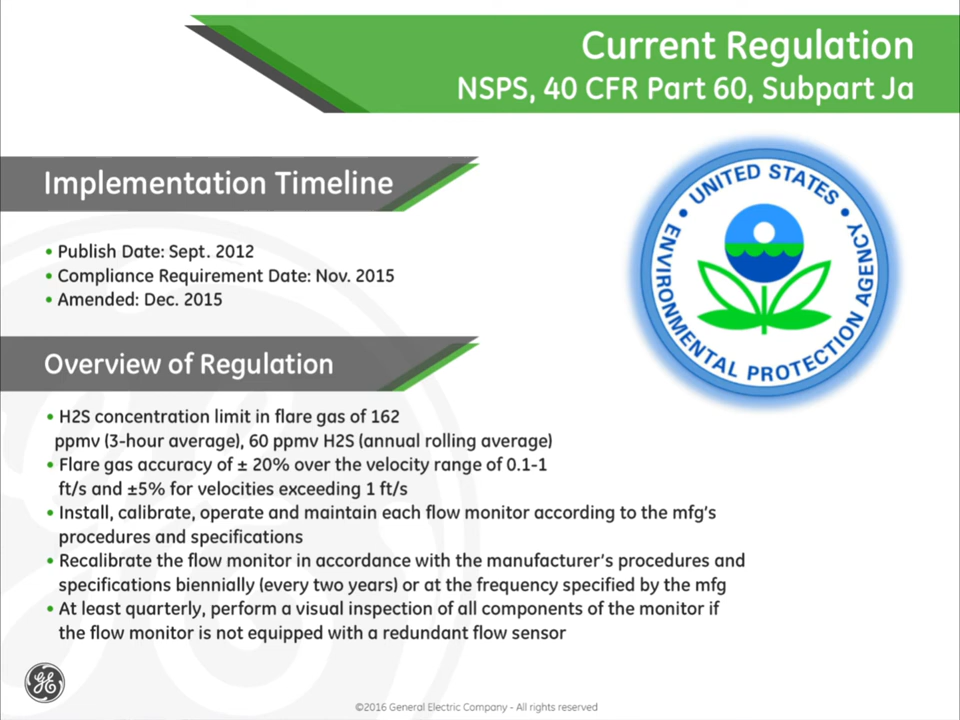 Current Regulation
NSPS, 40 CFR Part 60, Subpart Ja
Implementation Timeline
• Publish Date: Sept. 2012
• Compliance Requirement Date: Nov. 2015
• Amended: Dec. 2015
UNITED STATES
• ENVIRONMENTAL PROTECTION AGENCY •
Overview of Regulation
• H2S concentration limit in flare gas of 162
ppmv (3-hour average), 60 ppmv H2S (annual rolling average)
• Flare gas accuracy of ± 20% over the velocity range of 0.1-1
ft/s and ±5% for velocities exceeding 1 ft/s
• Install, calibrate, operate and maintain each flow monitor according to the mfg's
procedures and specifications
• Recalibrate the flow monitor in accordance with the manufacturer's procedures and
specifications biennially (every two years) or at the frequency specified by the mfg
• At least quarterly, perform a visual inspection of all components of the monitor if
the flow monitor is not equipped with a redundant flow sensor
GE
©2016 General Electric Company - All rights reserved